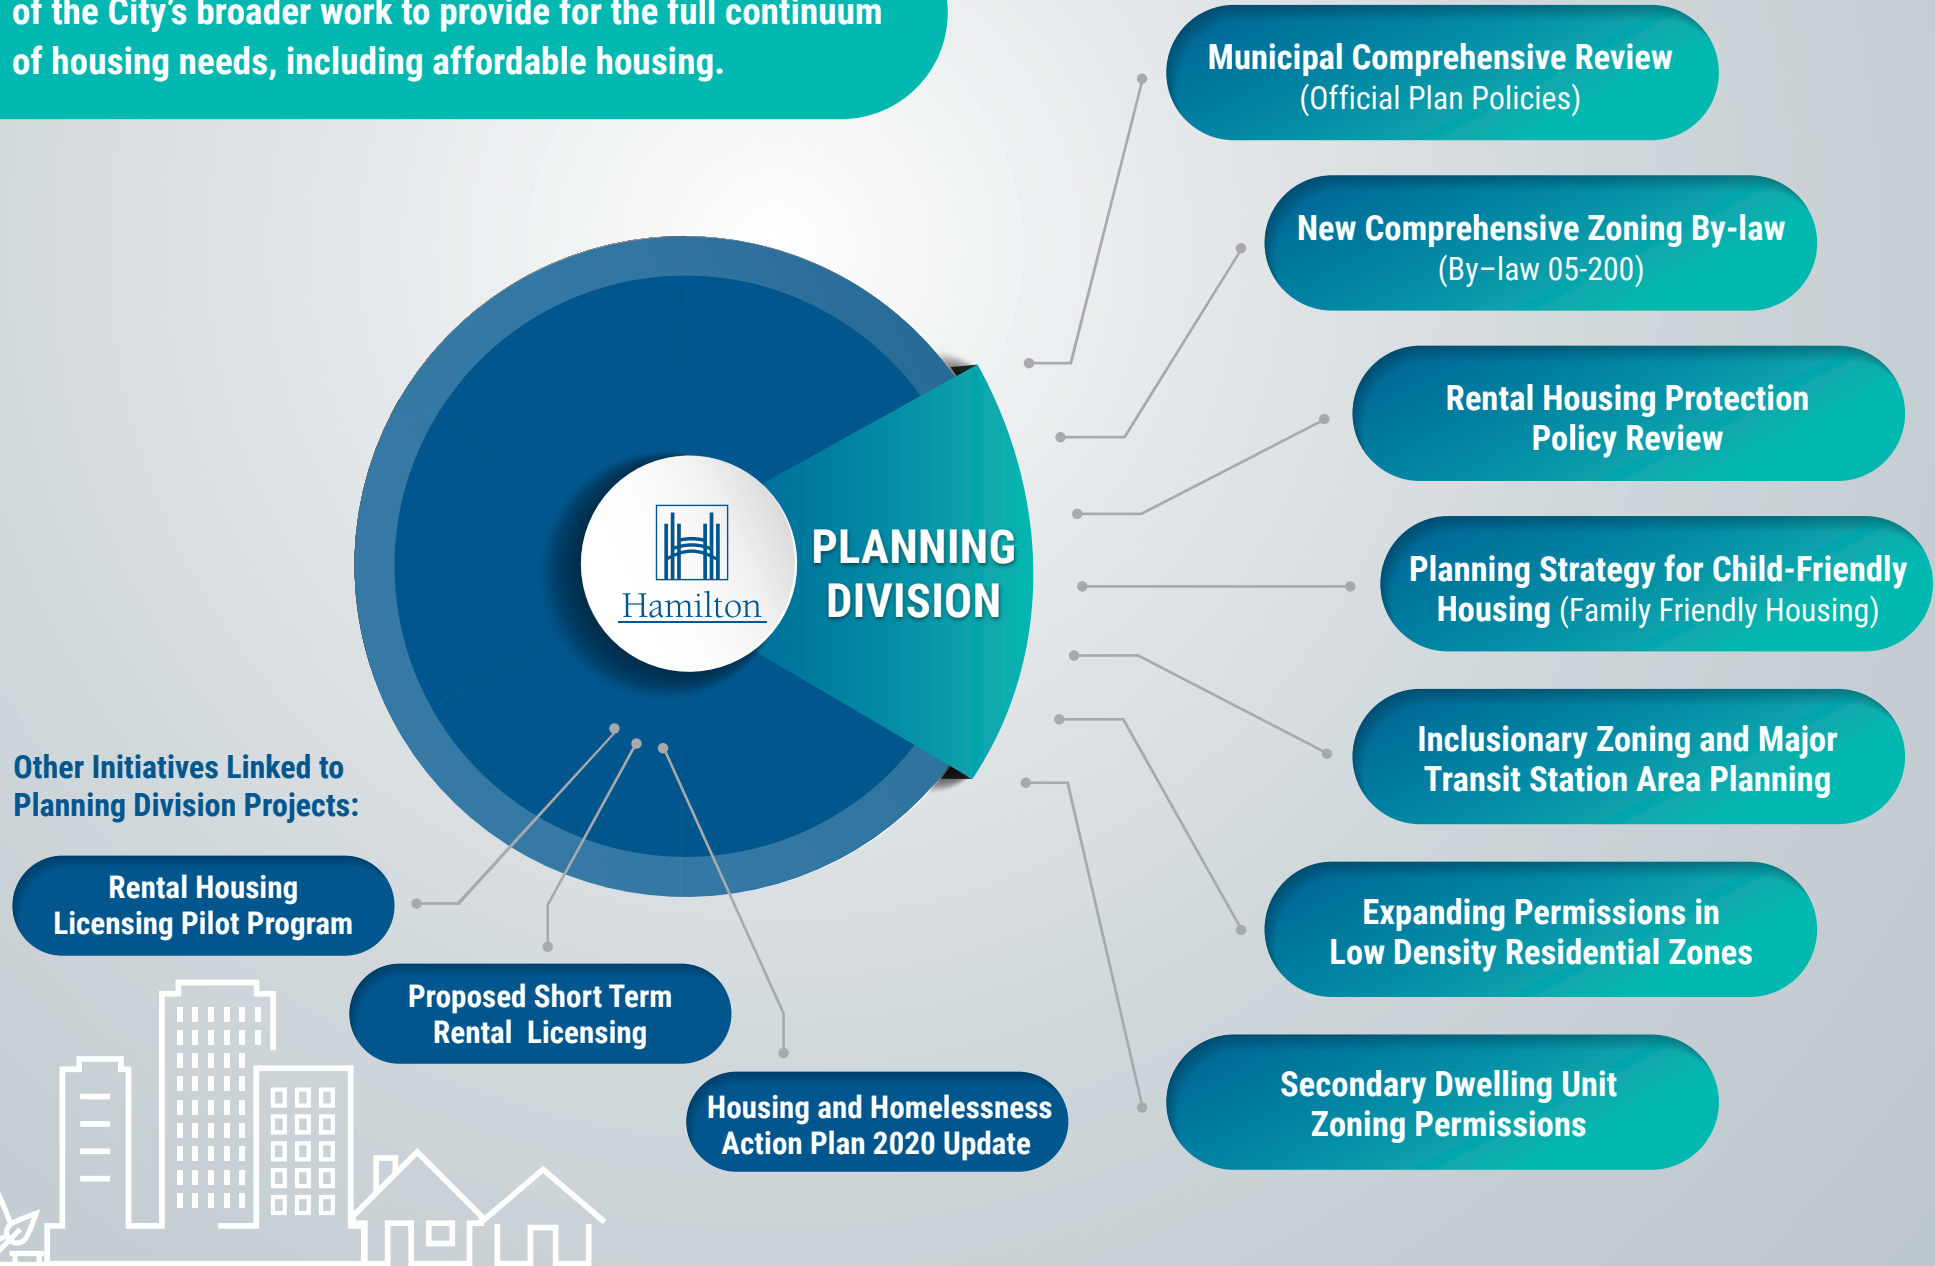 of the City's broader work to provide for the full continuum
of housing needs, including affordable housing.
Municipal Comprehensive Review
(Official Plan Policies)
New Comprehensive Zoning By-law
(By–law 05-200)
Rental Housing Protection
Policy Review
Planning Strategy for Child-Friendly
Housing (Family Friendly Housing)
Inclusionary Zoning and Major
Transit Station Area Planning
Expanding Permissions in
Low Density Residential Zones
Secondary Dwelling Unit
Zoning Permissions
PLANNING
DIVISION
Hamilton
Other Initiatives Linked to
Planning Division Projects:
Rental Housing
Licensing Pilot Program
Proposed Short Term
Rental  Licensing
Housing and Homelessness
Action Plan 2020 Update